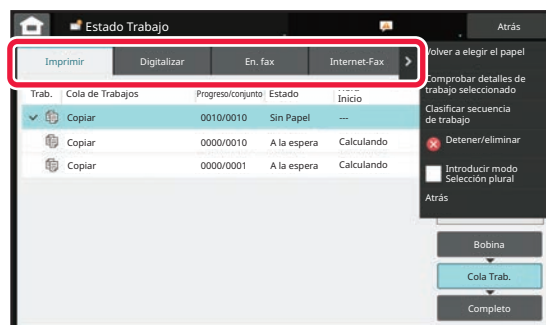 Estado Trabajo
Atrás
Imprimir
Digitalizar
En. fax
Internet-Fax
Volver a elegir el papel
Comprobar detalles de
trabajo seleccionado
Clasificar secuencia
de trabajo
Detener/eliminar
Introducir modo
Selección plural
Atrás
Trab. Cola de Trabajos Progreso/conjunto Estado Hora
Inicio
Copiar 0010/0010 Sin Papel ---
Copiar 0000/0010 A la espera Calculando
Copiar 0000/0001 A la espera Calculando
Bobina
Cola Trab.
Completo